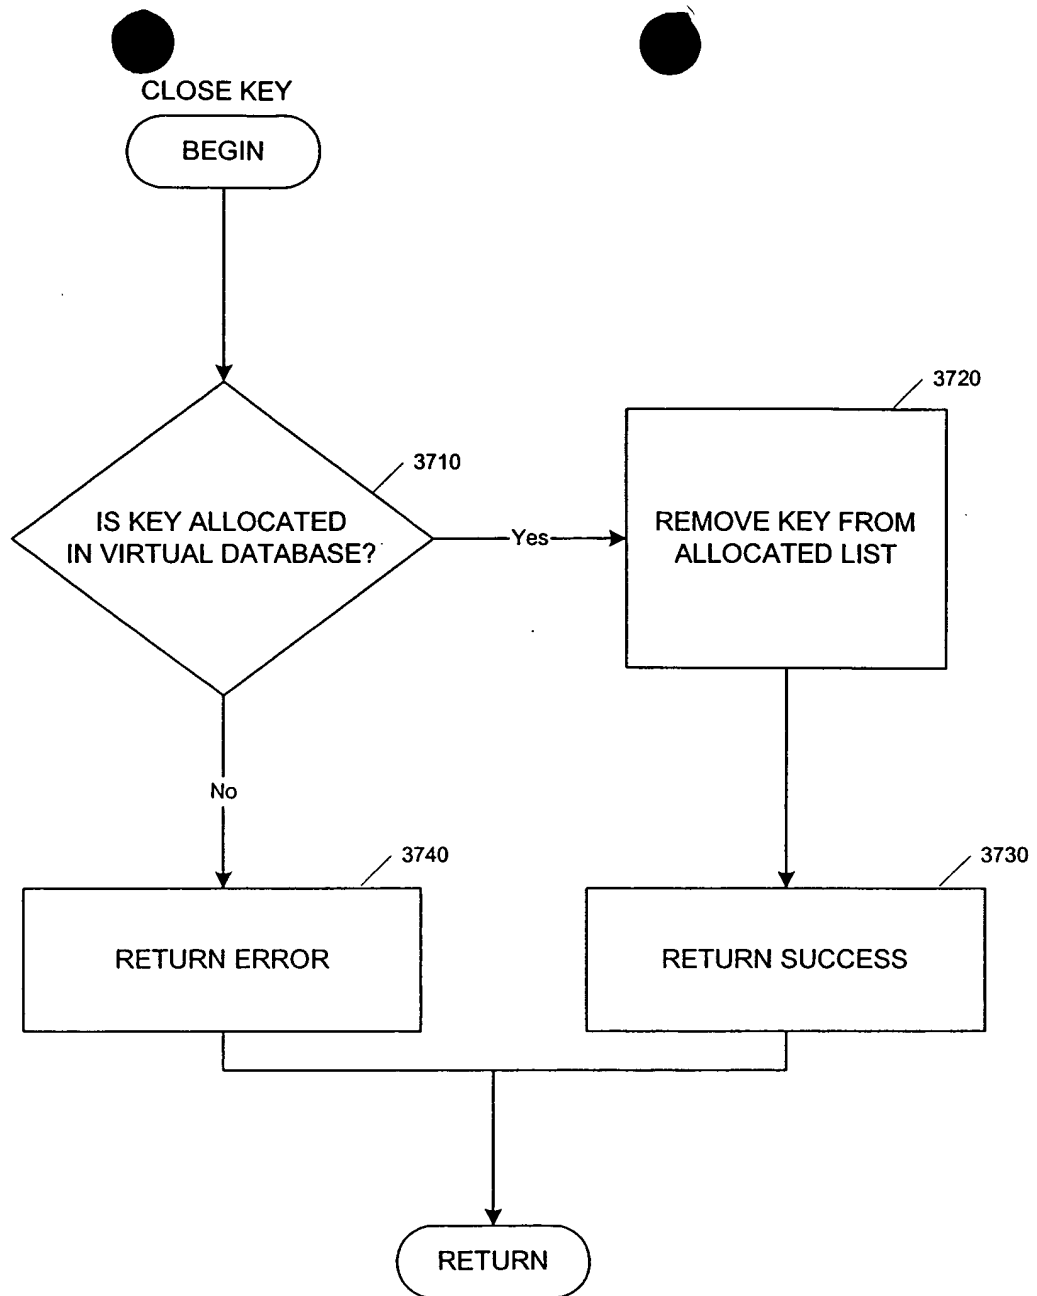 CLOSE KEY
BEGIN
3720
3710
IS KEY ALLOCATED
IN VIRTUAL DATABASE?
Yes
REMOVE KEY FROM
ALLOCATED LIST
No
3740
3730
RETURN ERROR
RETURN SUCCESS
RETURN